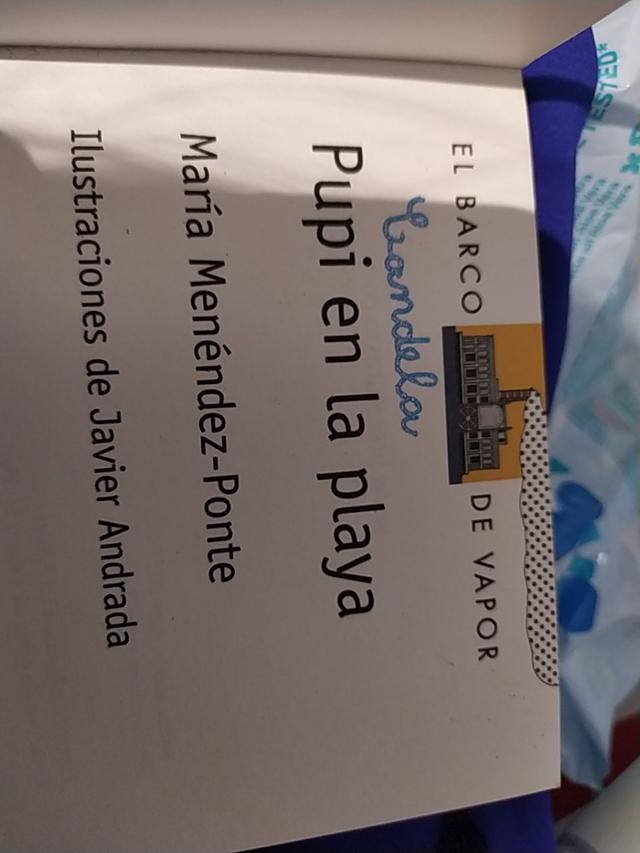 EL BARCO DE VAPOR
Candela
Pupi en la playa
María Menéndez-Ponte
Ilustraciones de Javier Andrada